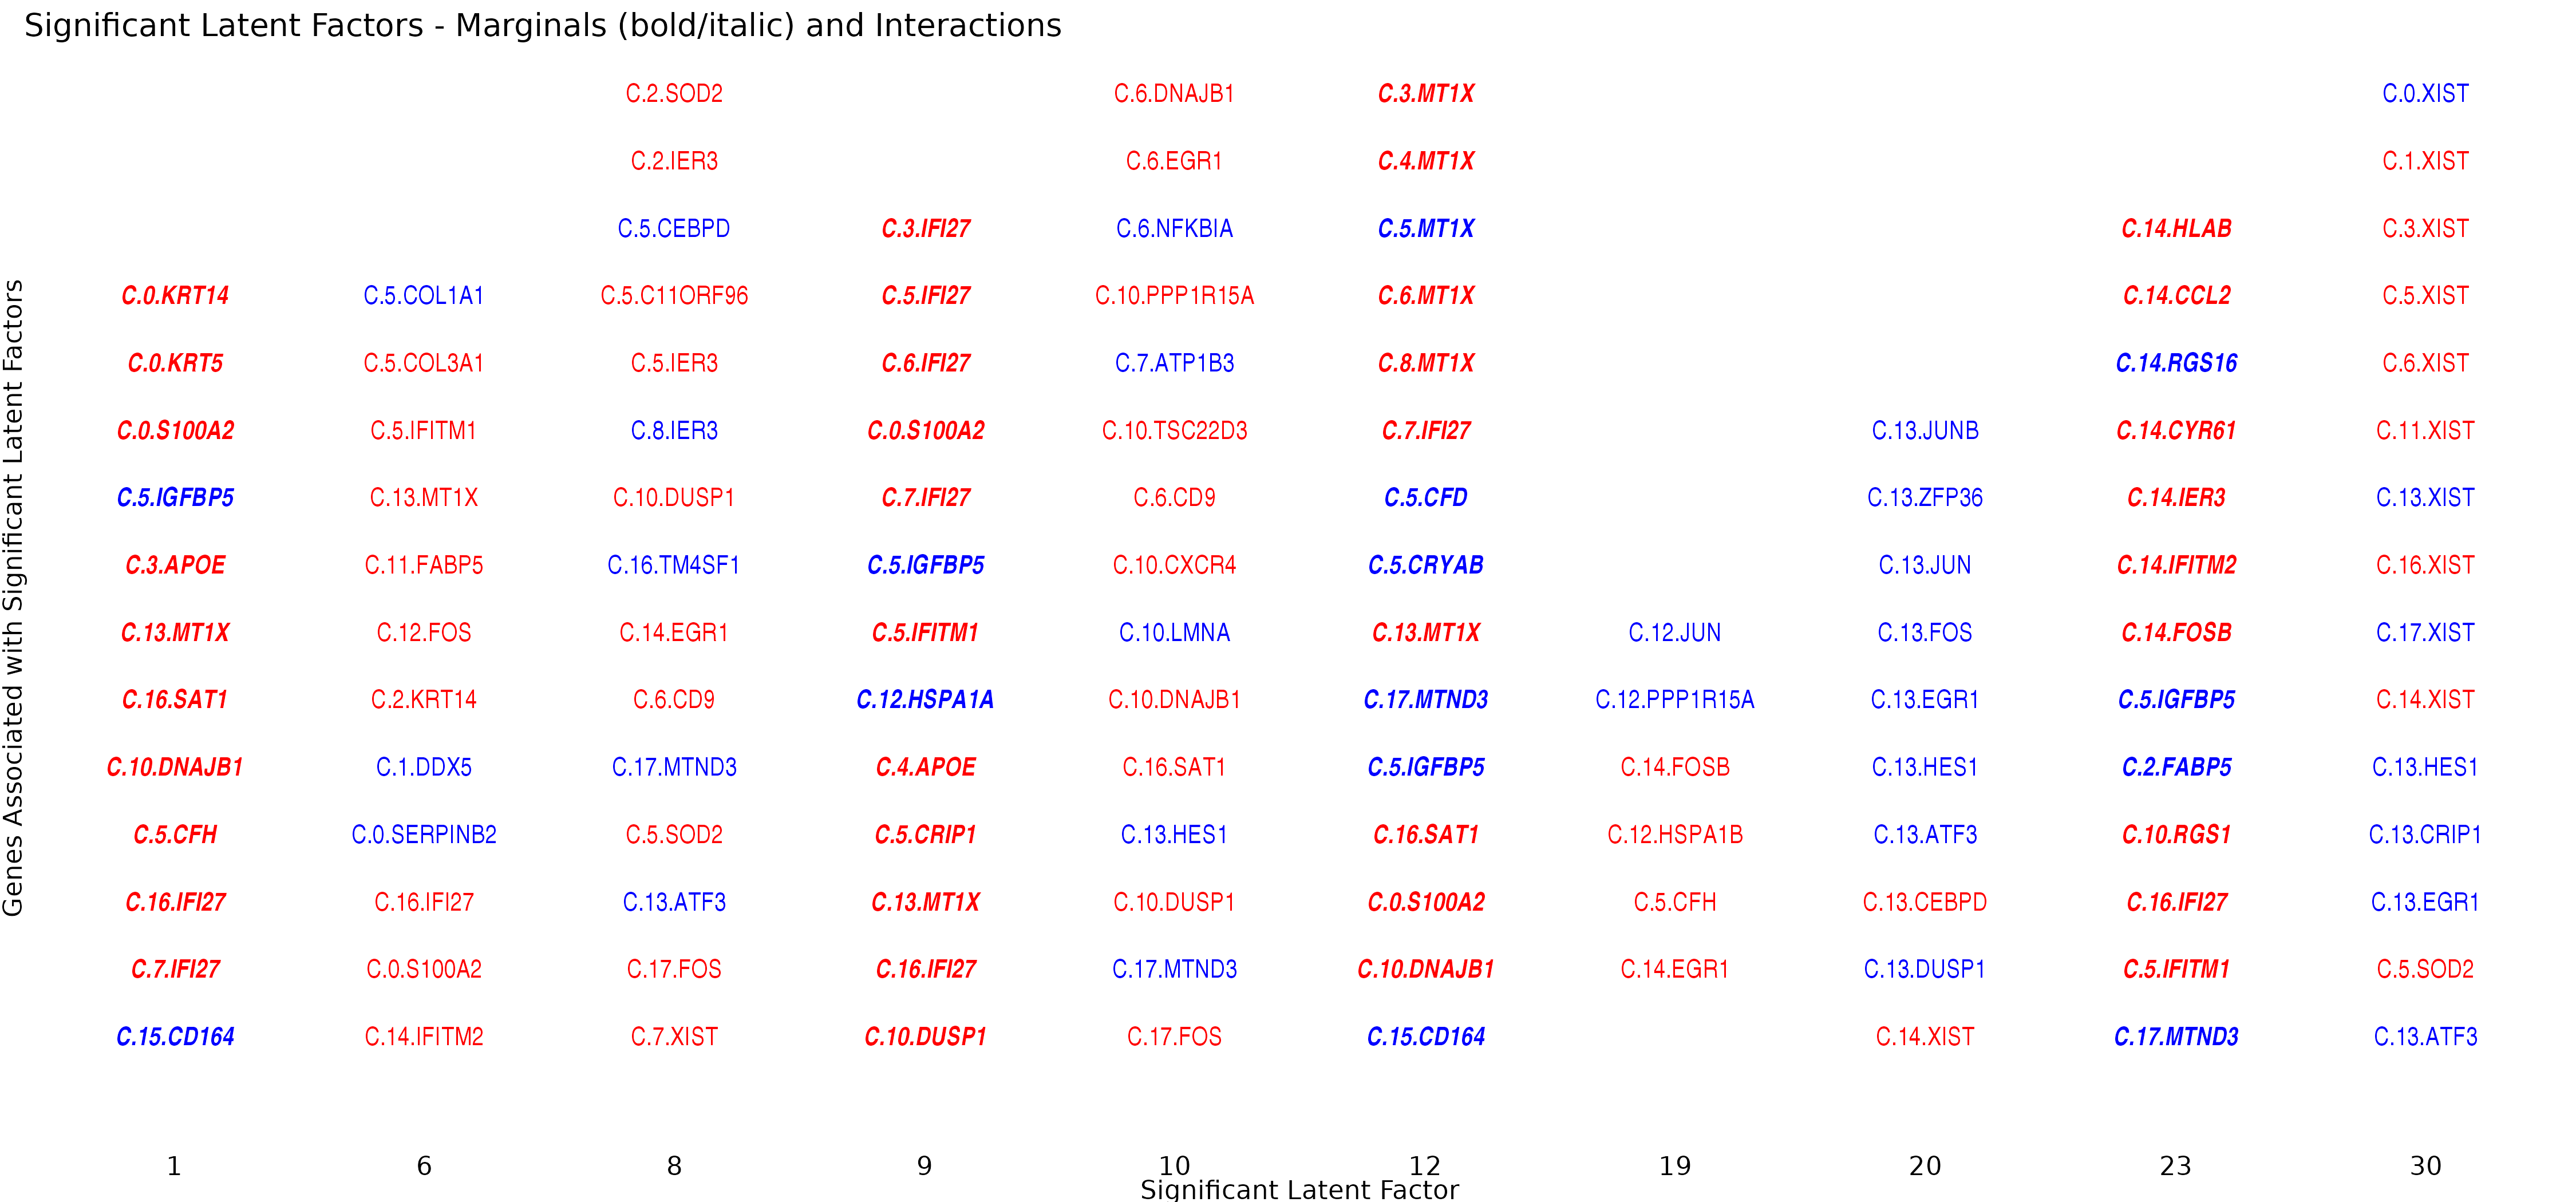 Significant Latent Factors - Marginals (bold/italic) and Interactions
C.2.SOD2 C.6.DNAJB1 C.3.MT1X C.0.XIST
C.2.IER3 C.6.EGR1 C.4.MT1X C.1.XIST
C.5.CEBPD C.3.IFI27 C.6.NFKBIA C.5.MT1X C.14.HLAB C.3.XIST
C.0.KRT14 C.5.COL1A1 C.5.C11ORF96 C.5.IFI27 C.10.PPP1R15A C.6.MT1X C.14.CCL2 C.5.XIST
C.0.KRT5 C.5.COL3A1 C.5.IER3 C.6.IFI27 C.7.ATP1B3 C.8.MT1X C.14.RGS16 C.6.XIST
C.0.S100A2 C.5.IFITM1 C.8.IER3 C.0.S100A2 C.10.TSC22D3 C.7.IFI27 C.13.JUNB C.14.CYR61 C.11.XIST
C.5.IGFBP5 C.13.MT1X C.10.DUSP1 C.7.IFI27 C.6.CD9 C.5.CFD C.13.ZFP36 C.14.IER3 C.13.XIST
C.3.APOE C.11.FABP5 C.16.TM4SF1 C.5.IGFBP5 C.10.CXCR4 C.5.CRYAB C.13.JUN C.14.IFITM2 C.16.XIST
C.13.MT1X C.12.FOS C.14.EGR1 C.5.IFITM1 C.10.LMNA C.13.MT1X C.12.JUN C.13.FOS C.14.FOSB C.17.XIST
C.16.SAT1 C.2.KRT14 C.6.CD9 C.12.HSPA1A C.10.DNAJB1 C.17.MTND3 C.12.PPP1R15A C.13.EGR1 C.5.IGFBP5 C.14.XIST
C.10.DNAJB1 C.1.DDX5 C.17.MTND3 C.4.APOE C.16.SAT1 C.5.IGFBP5 C.14.FOSB C.13.HES1 C.2.FABP5 C.13.HES1
C.5.CFH C.0.SERPINB2 C.5.SOD2 C.5.CRIP1 C.13.HES1 C.16.SAT1 C.12.HSPA1B C.13.ATF3 C.10.RGS1 C.13.CRIP1
C.16.IFI27 C.16.IFI27 C.13.ATF3 C.13.MT1X C.10.DUSP1 C.0.S100A2 C.5.CFH C.13.CEBPD C.16.IFI27 C.13.EGR1
C.7.IFI27 C.0.S100A2 C.17.FOS C.16.IFI27 C.17.MTND3 C.10.DNAJB1 C.14.EGR1 C.13.DUSP1 C.5.IFITM1 C.5.SOD2
C.15.CD164 C.14.IFITM2 C.7.XIST C.10.DUSP1 C.17.FOS C.15.CD164 C.14.XIST C.17.MTND3 C.13.ATF3
1 6 8 9 10 12 19 20 23 30
Significant Latent Factor
Genes Associated with Significant Latent Factors